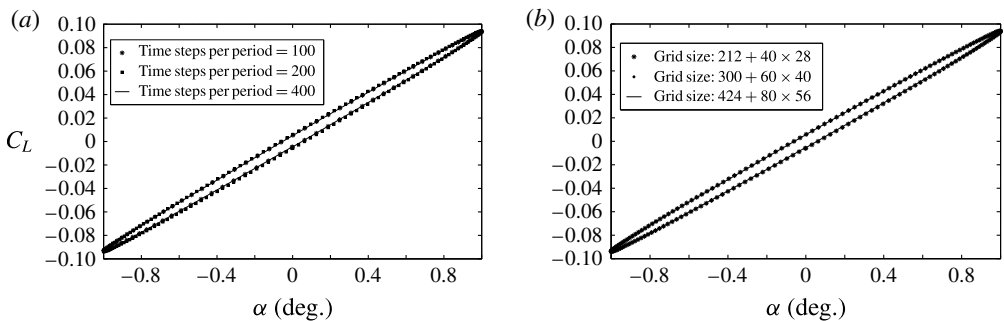 (a)
0.10
0.08
0.06
0.04
0.02
0
−0.02
−0.04
−0.06
−0.08
−0.10
C_L
Time steps per period = 100
Time steps per period = 200
Time steps per period = 400
−0.8 −0.4 0 0.4 0.8
α (deg.)
(b)
0.10
0.08
0.06
0.04
0.02
0
−0.02
−0.04
−0.06
−0.08
−0.10
Grid size: 212 + 40 × 28
Grid size: 300 + 60 × 40
Grid size: 424 + 80 × 56
−0.8 −0.4 0 0.4 0.8
α (deg.)